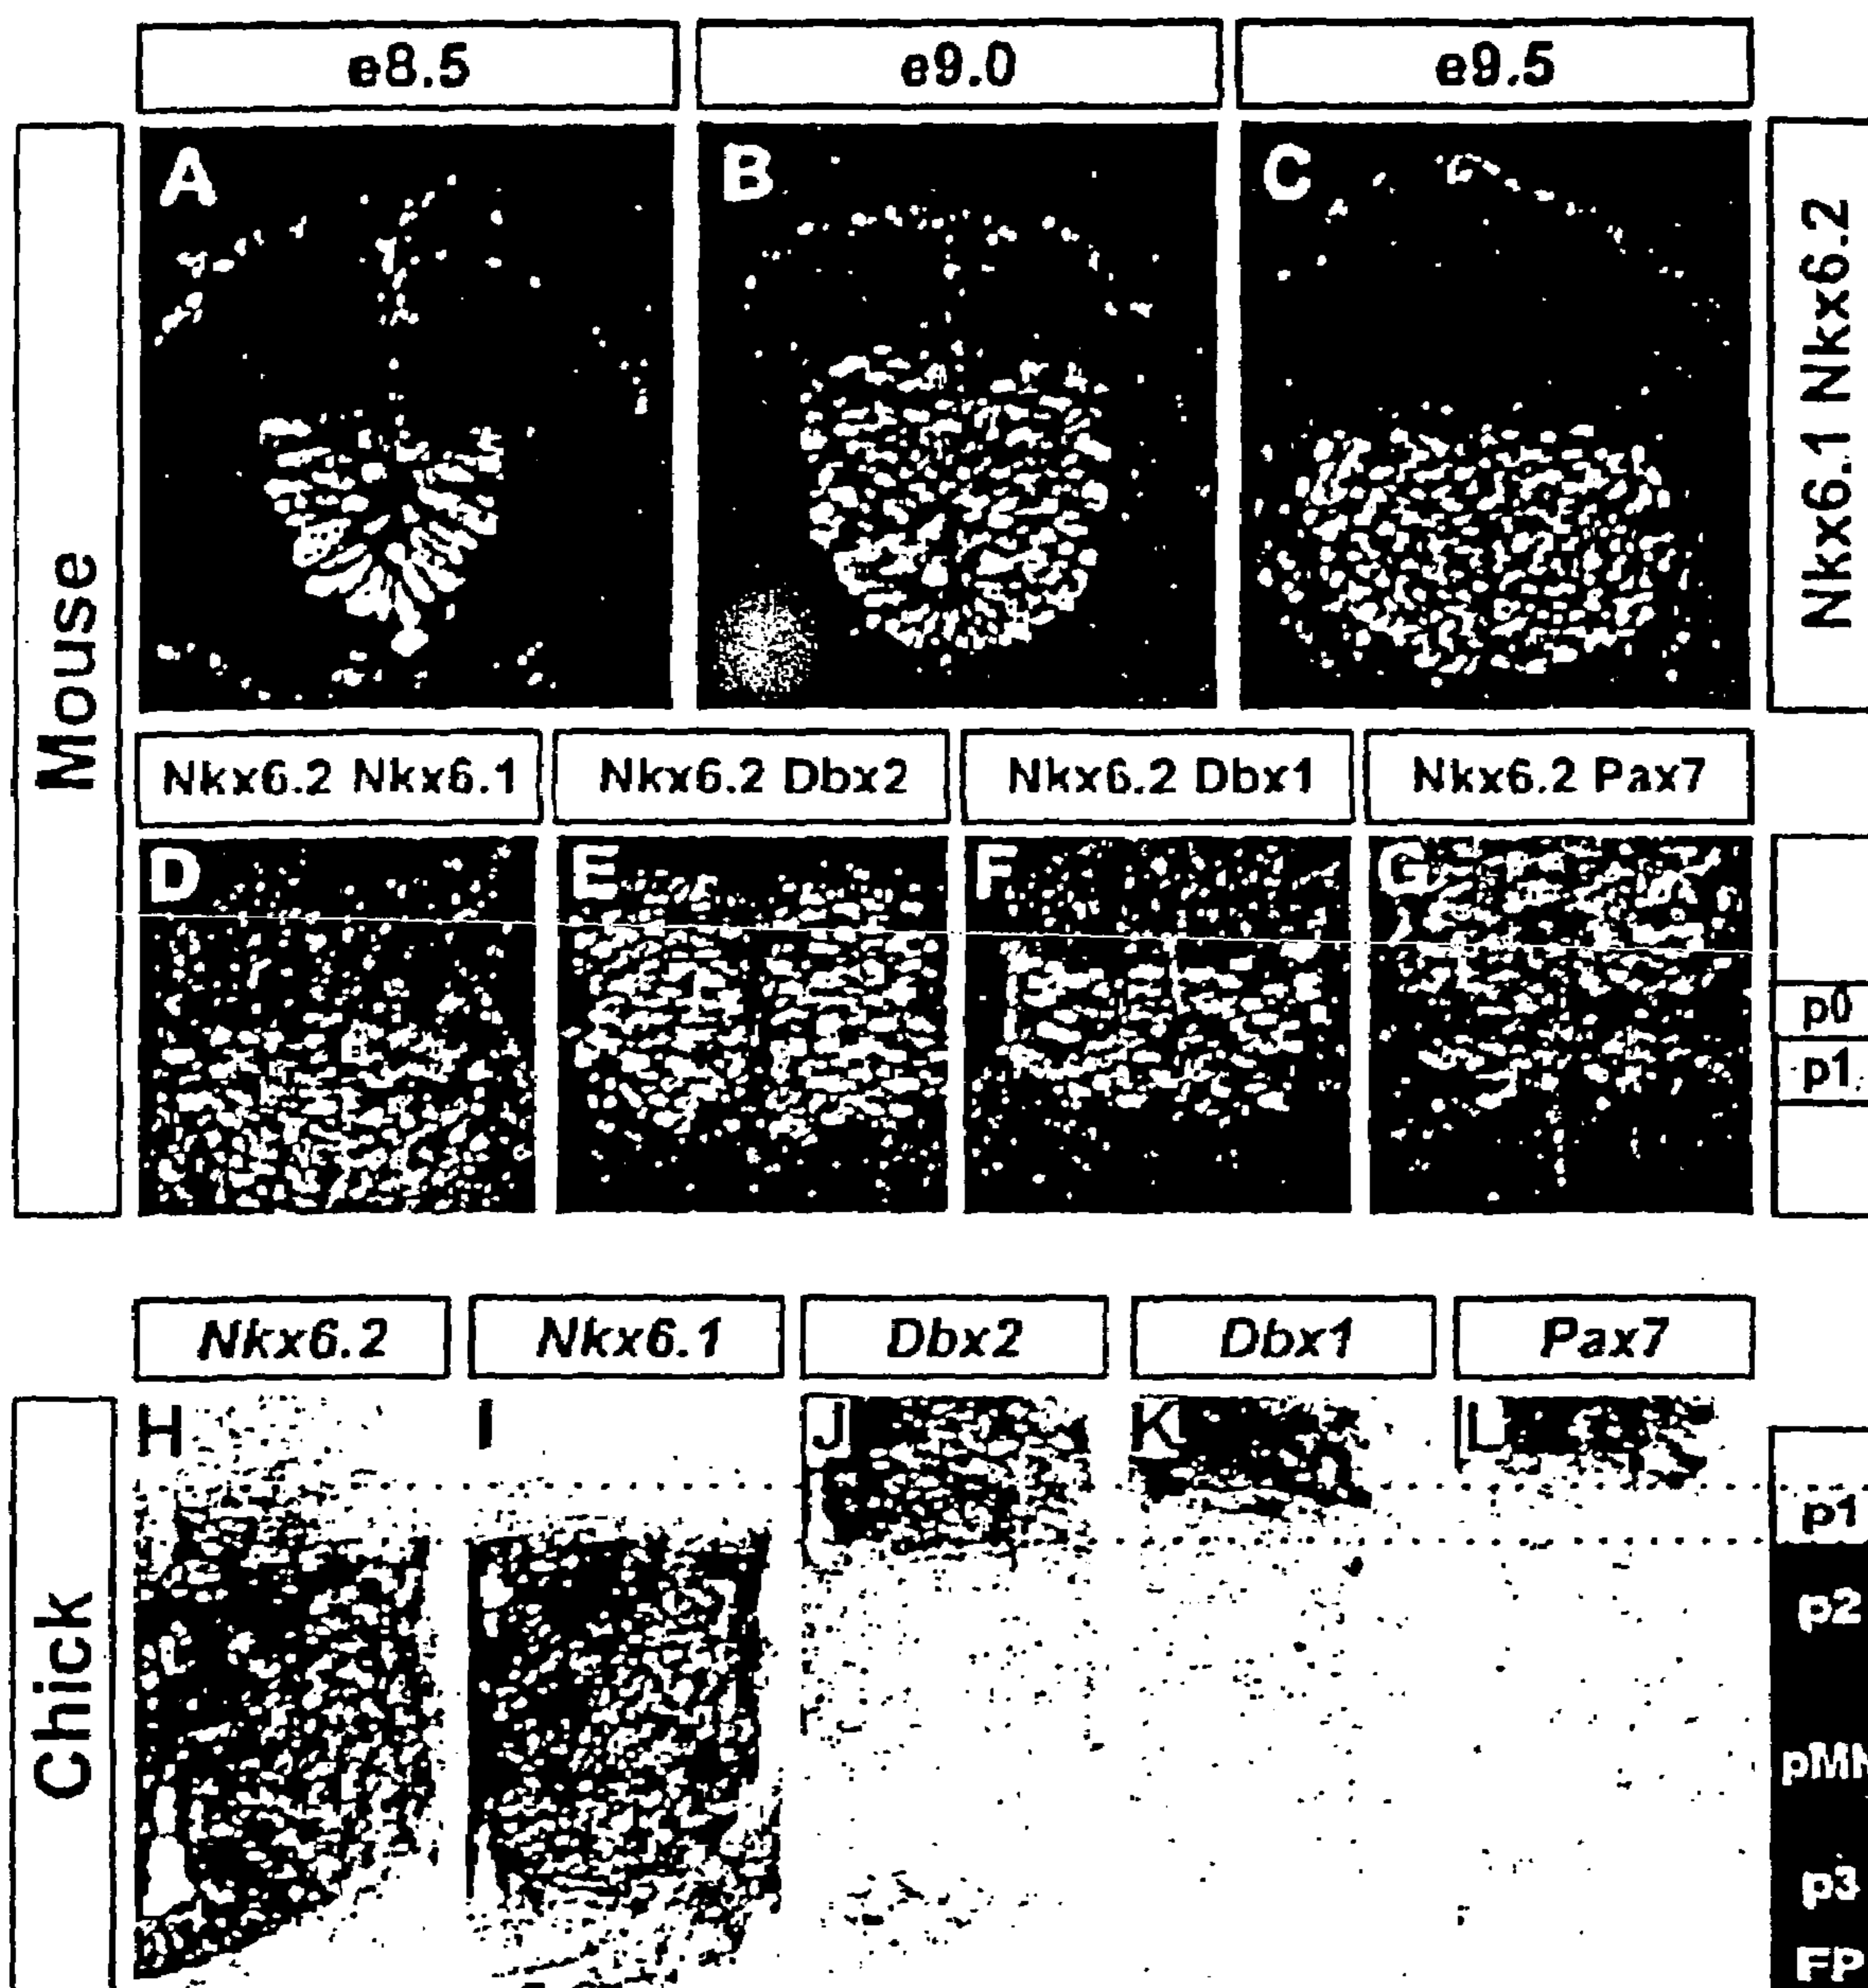 e8.5 e9.0 e9.5
Mouse
A B C
Nkx6.1 Nkx6.2
Nkx6.2 Nkx6.1 Nkx6.2 Dbx2 Nkx6.2 Dbx1 Nkx6.2 Pax7
D E F G
p0
p1
Nkx6.2 Nkx6.1 Dbx2 Dbx1 Pax7
Chick
H I J K L
p1
p2
pMN
p3
FP